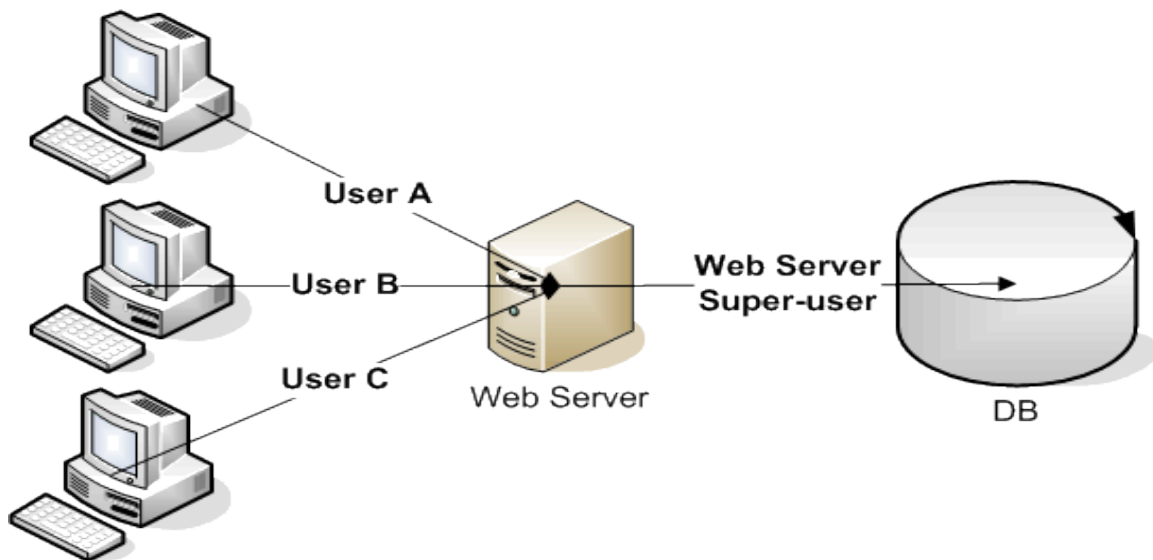 User A
User B
User C
Web Server
Web Server
Super-user
DB